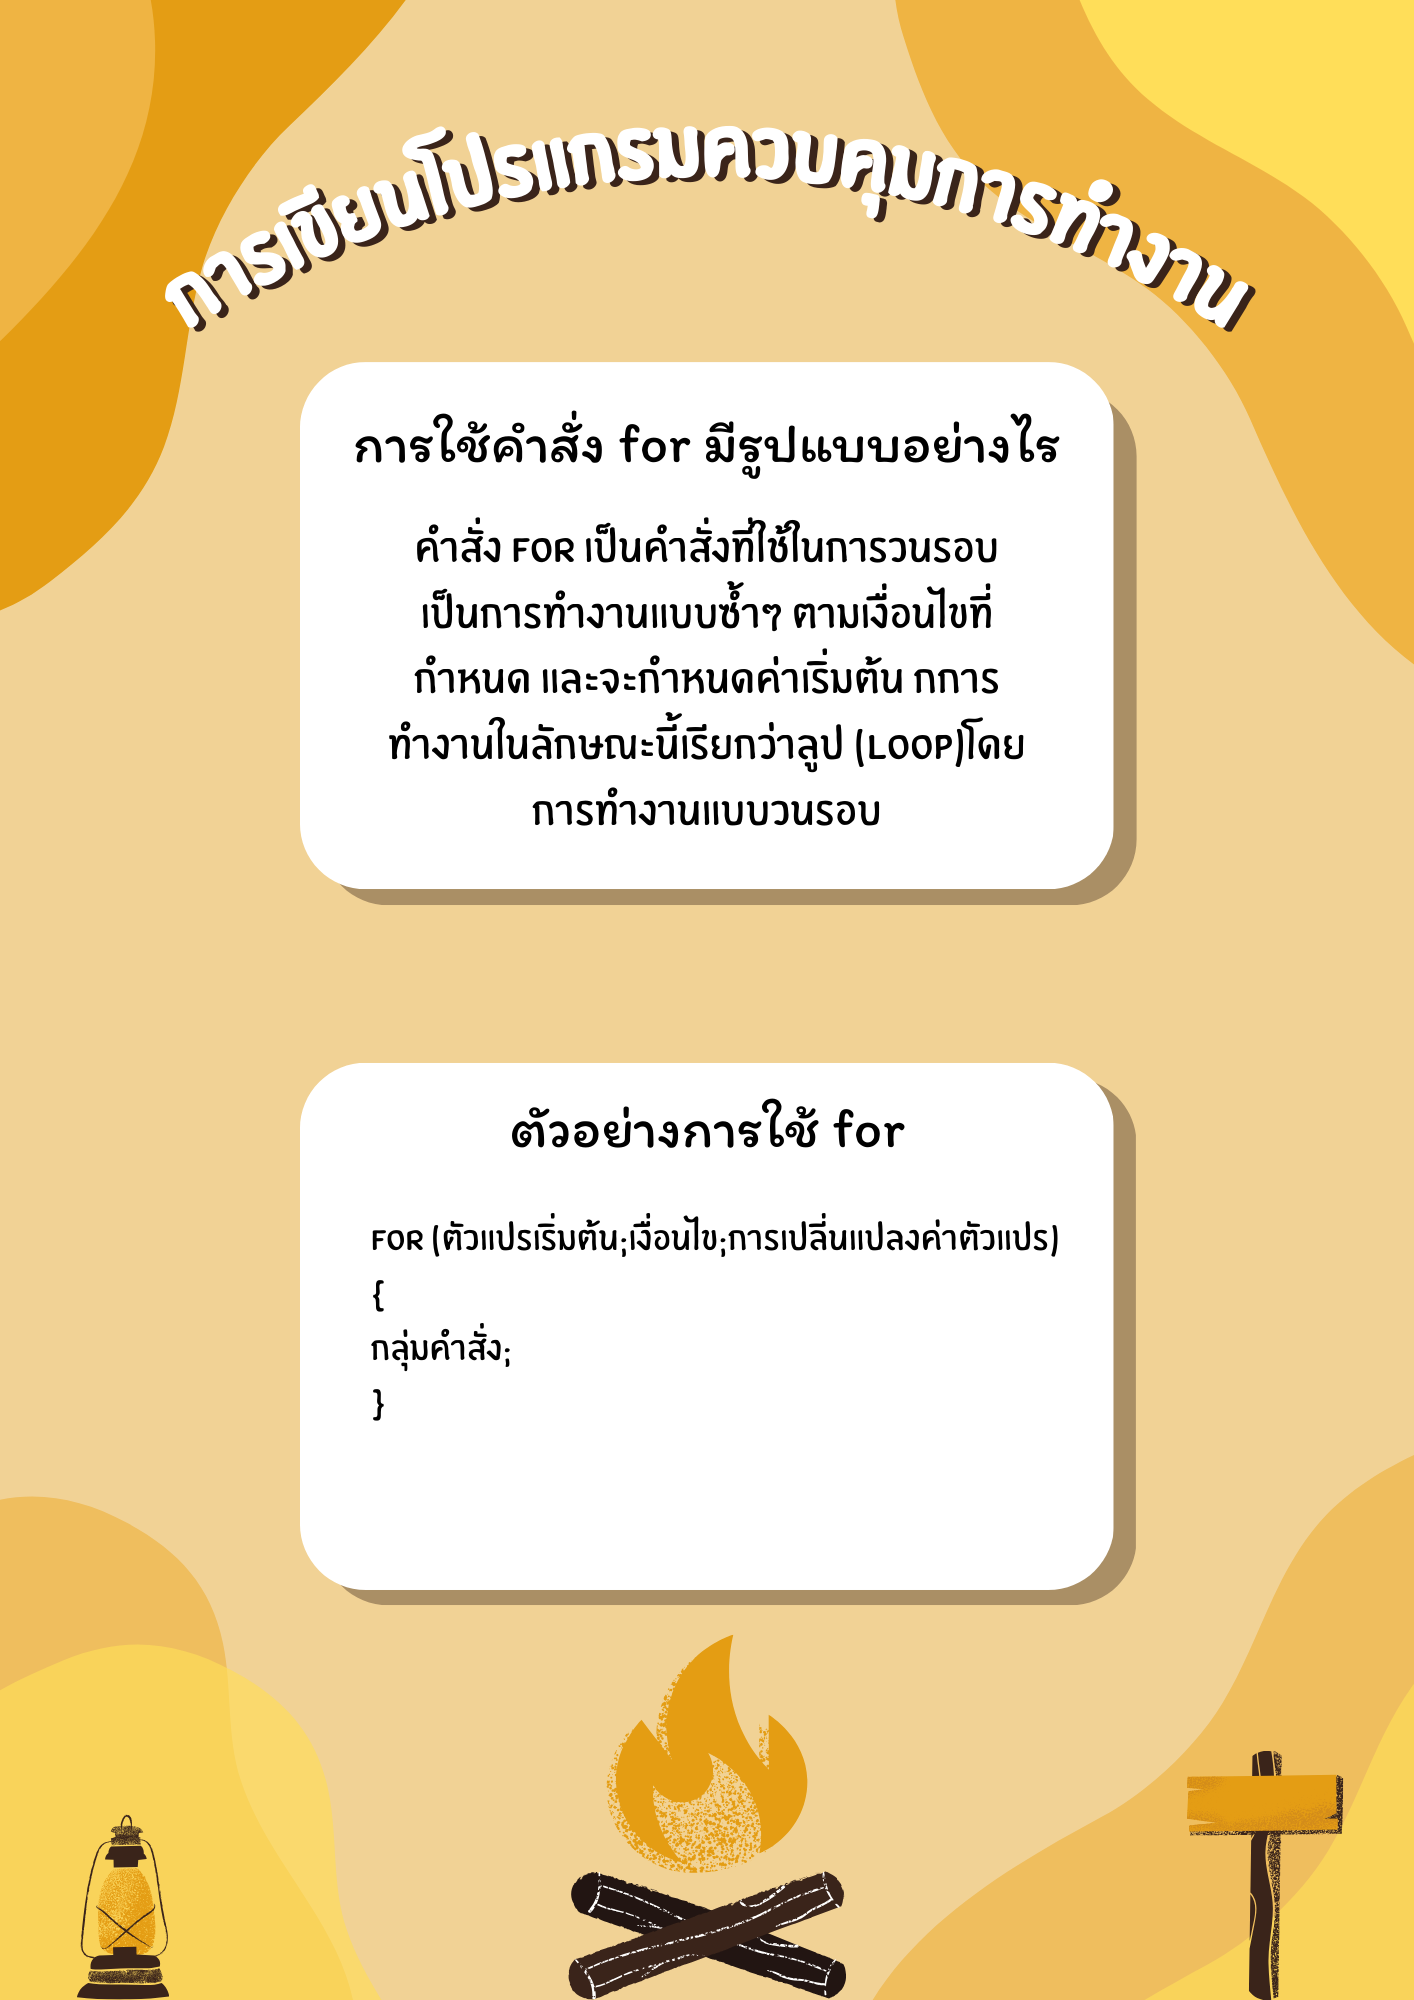 การเขียนโปรแกรมควบคุมการทำงาน
การใช้คำสั่ง for มีรูปแบบอย่างไร
คำสั่ง FOR เป็นคำสั่งที่ใช้ในการวนรอบ
เป็นการทำงานแบบซ้ำๆ ตามเงื่อนไขที่
กำหนด และจะกำหนดค่าเริ่มต้น กการ
ทำงานในลักษณะนี้เรียกว่าลูป (LOOP)โดย
การทำงานแบบวนรอบ
ตัวอย่างการใช้ for
FOR (ตัวแปรเริ่มต้น;เงื่อนไข;การเปลี่นแปลงค่าตัวแปร)
{
กลุ่มคำสั่ง;
}